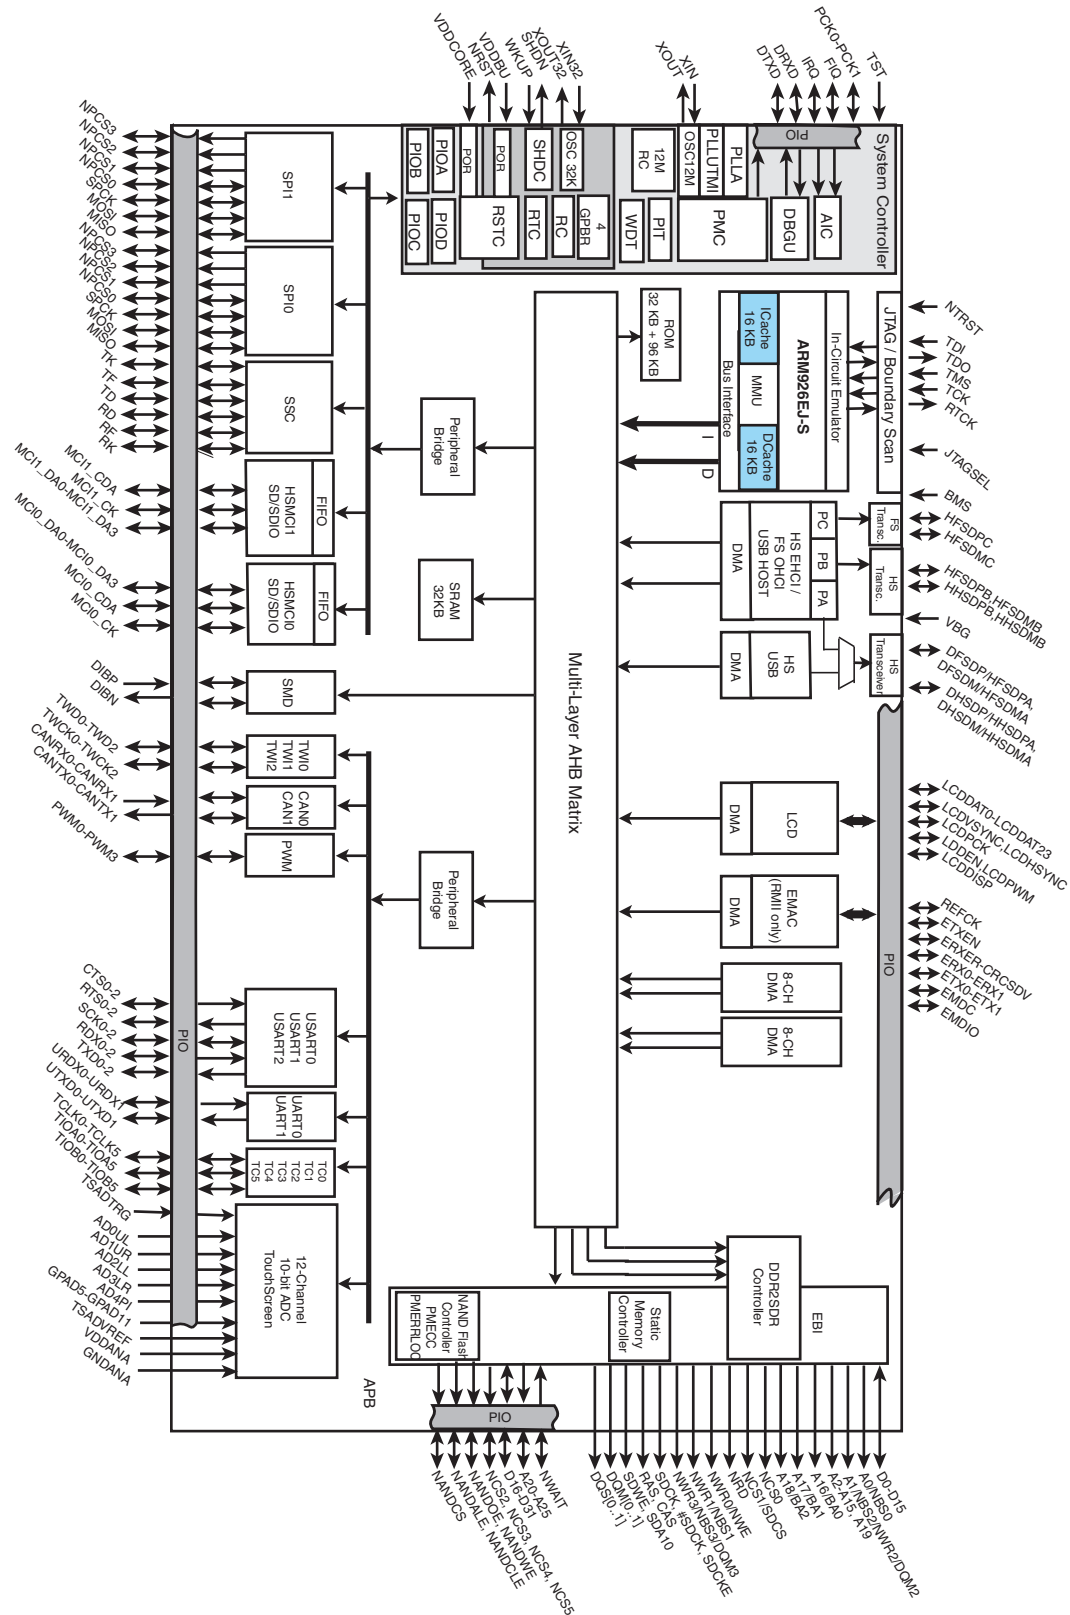 TST
PCK0-PCK1
FIQ
IRQ
DRXD
DTXD
XIN
XOUT
XIN32
XOUT32
SHDN
WKUP
VDDBU
NRST
VDDCORE
System Controller
PIO
AIC
DBGU
PLLA
PLLUTMI
OSC12M
PMC
12M
RC
PIT
WDT
OSC 32K
4
GPBR
SHDC
RC
RTC
POR
POR
RSTC
PIOA
PIOB
PIOD
PIOC
NTRST
TDI
TDO
TMS
TCK
RTCK
JTAGSEL
JTAG / Boundary Scan
In-Circuit Emulator
ARM926EJ-S
ICache
16 KB
MMU
DCache
16 KB
Bus Interface
I
D
ROM
32 KB + 96 KB
BMS
HFSDPC
HFSDMC
HFSDPB,HFSDMB
HHSDPB,HHSDMB
VBG
DFSDP/HFSDPA,
DFSDM/HFSDMA
DHSDP/HHSDPA,
DHSDM/HHSDMA
FS
Transc.
HS
Transc.
HS
Transceiver
PC
PB
PA
HS EHCI /
FS OHCI
USB HOST
DMA
HS
USB
DMA
LCDDAT0-LCDDAT23
LCDVSYNC,LCDHSYNC
LCDPCK
LDDEN,LCDPWM
LCDDISP
REFCK
ETXEN
ERXER-CRCSDV
ERX0-ERX1
ETX0-ETX1
EMDC
EMDIO
PIO
LCD
DMA
EMAC
(RMII only)
DMA
8-CH
DMA
8-CH
DMA
Multi-Layer AHB Matrix
Peripheral
Bridge
SRAM
32KB
Peripheral
Bridge
APB
SPI1
SPI0
SSC
FIFO
HSMCI1
SD/SDIO
FIFO
HSMCI0
SD/SDIO
SMD
TWI0
TWI1
TWI2
CAN0
CAN1
PWM
USART0
USART1
USART2
UART0
UART1
TC0
TC1
TC2
TC3
TC4
TC5
12-Channel
10-bit ADC
TouchScreen
PIO
NPCS3
NPCS2
NPCS1
NPCS0
SPCK
MOSI
MISO
NPCS3
NPCS2
NPCS1
NPCS0
SPCK
MOSI
MISO
TK
TF
TD
RD
RF
RK
MCI1_CDA
MCI1_CK
MCI1_DA0-MCI1_DA3
MCI0_DA0-MCI0_DA3
MCI0_CDA
MCI0_CK
DIBP
DIBN
TWD0-TWD2
TWCK0-TWCK2
CANRX0-CANRX1
CANTX0-CANTX1
PWM0-PWM3
CTS0-2
RTS0-2
SCK0-2
RDX0-2
TXD0-2
URDX0-URDX1
UTXD0-UTXD1
TCLK0-TCLK5
TIOA0-TIOA5
TIOB0-TIOB5
TSADTRG
AD0UL
AD1UR
AD2LL
AD3LR
AD4PI
GPAD5-GPAD11
TSADVREF
VDDANA
GNDANA
EBI
DDR2SDR
Controller
Static
Memory
Controller
NAND Flash
Controller
PMECC
PMERRLOC
PIO
D0-D15
A0/NBS0
A1/NBS2/NWR2/DQM2
A2-A15, A19
A16/BA0
A17/BA1
A18/BA2
NCS0
NCS1/SDCS
NRD
NWR0/NWE
NWR1/NBS1
NWR3/NBS3/DQM3
SDCK, #SDCK, SDCKE
RAS, CAS
SDWE, SDA10
DQM[0..1]
DQS[0..1]
NWAIT
A20-A25
D16-D31
NCS2, NCS3, NCS4, NCS5
NANDOE, NANDWE
NANDALE, NANDCLE
NANDCS